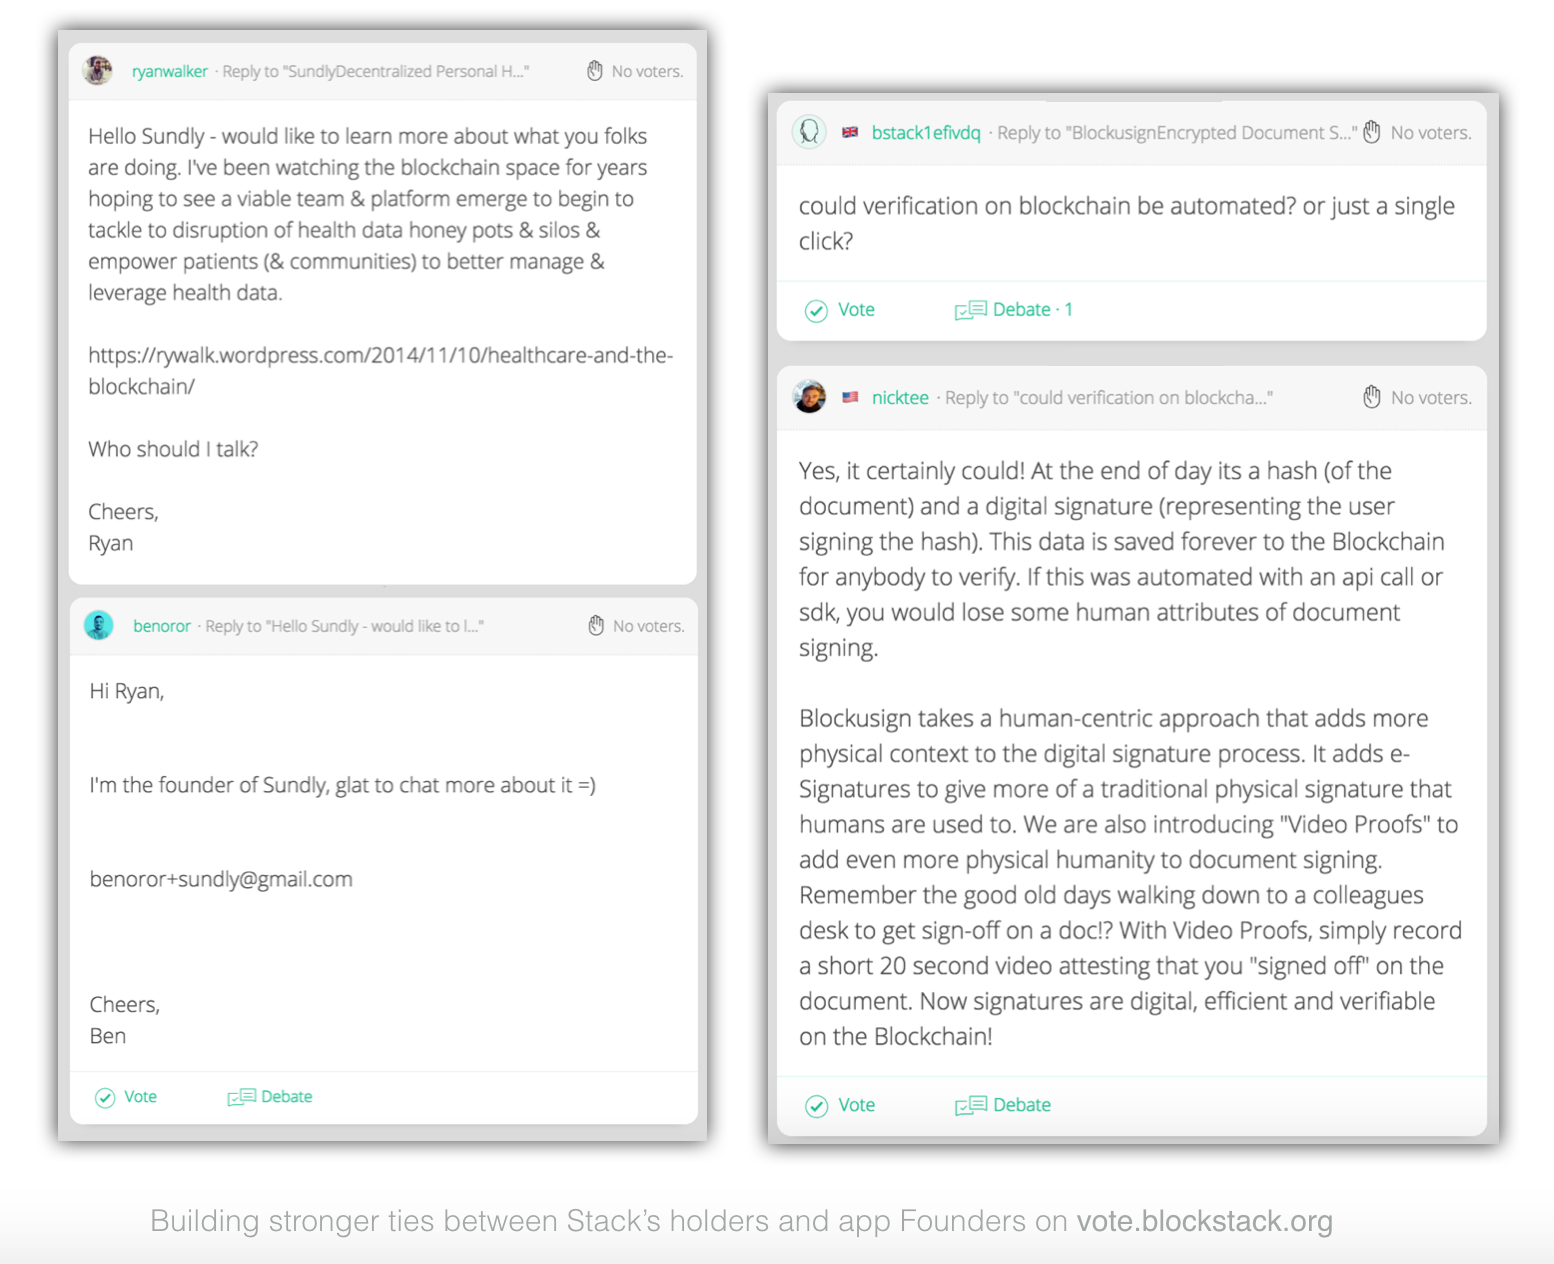 ryanwalker · Reply to "SundlyDecentralized Personal H..." No voters.
Hello Sundly - would like to learn more about what you folks
are doing. I've been watching the blockchain space for years
hoping to see a viable team & platform emerge to begin to
tackle to disruption of health data honey pots & silos &
empower patients (& communities) to better manage &
leverage health data.
https://rywalk.wordpress.com/2014/11/10/healthcare-and-the-
blockchain/
Who should I talk?
Cheers,
Ryan
benoror · Reply to "Hello Sundly - would like to l..." No voters.
Hi Ryan,
I'm the founder of Sundly, glat to chat more about it =)
benoror+sundly@gmail.com
Cheers,
Ben
Vote Debate
bstack1efivdq · Reply to "BlockusignEncrypted Document S..." No voters.
could verification on blockchain be automated? or just a single
click?
Vote Debate · 1
nicktee · Reply to "could verification on blockcha..." No voters.
Yes, it certainly could! At the end of day its a hash (of the
document) and a digital signature (representing the user
signing the hash). This data is saved forever to the Blockchain
for anybody to verify. If this was automated with an api call or
sdk, you would lose some human attributes of document
signing.
Blockusign takes a human-centric approach that adds more
physical context to the digital signature process. It adds e-
Signatures to give more of a traditional physical signature that
humans are used to. We are also introducing "Video Proofs" to
add even more physical humanity to document signing.
Remember the good old days walking down to a colleagues
desk to get sign-off on a doc!? With Video Proofs, simply record
a short 20 second video attesting that you "signed off" on the
document. Now signatures are digital, efficient and verifiable
on the Blockchain!
Vote Debate
Building stronger ties between Stack's holders and app Founders on vote.blockstack.org